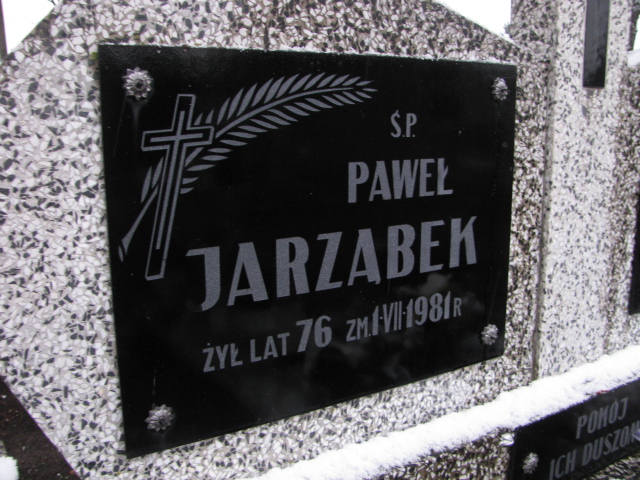 Ś.P.
PAWEŁ
JARZĄBEK
ŻYŁ LAT 76 ZM. 1-VII-1981 R
POKÓJ
ICH DUSZOM